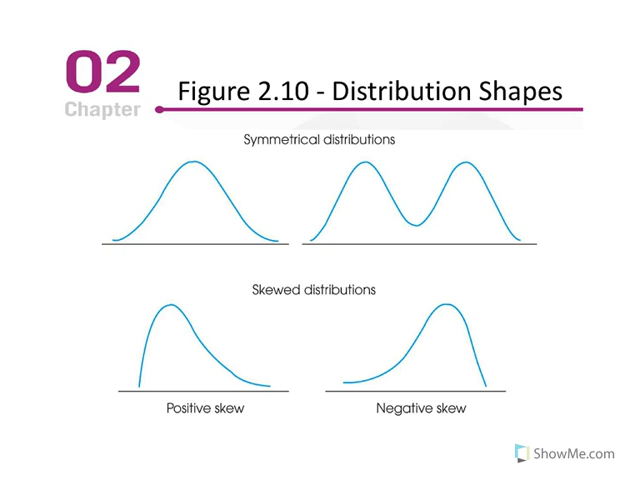 02
Chapter
Figure 2.10 - Distribution Shapes
Symmetrical distributions
Skewed distributions
Positive skew
Negative skew
ShowMe.com